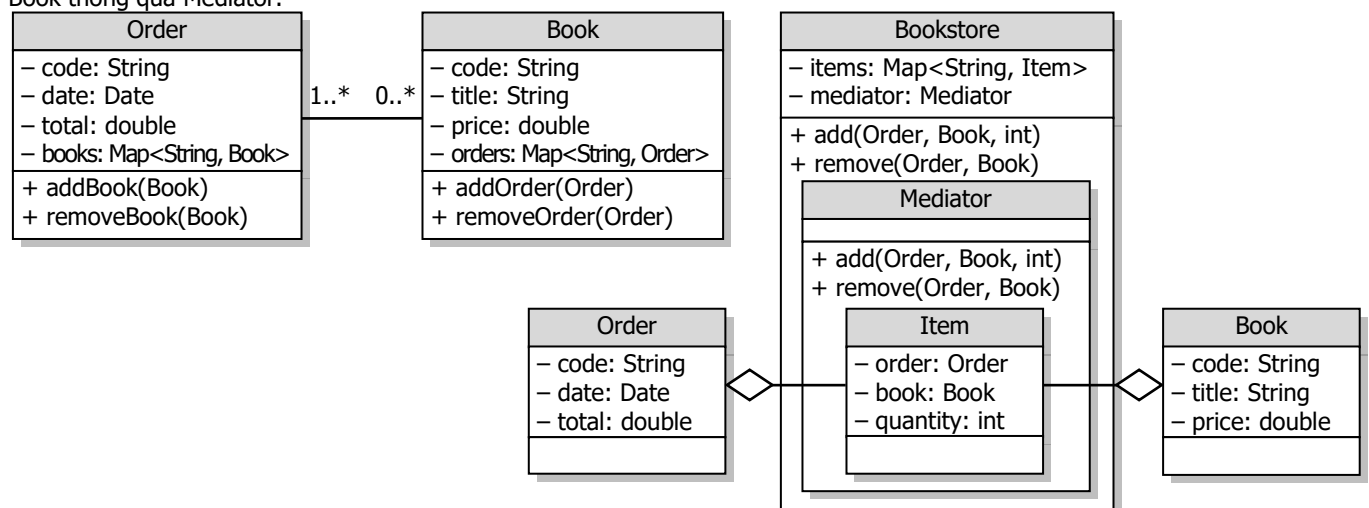 Book thông qua Mediator.
Order
– code: String
– date: Date
– total: double
– books: Map<String, Book>
+ addBook(Book)
+ removeBook(Book)
1..* 0..*
Book
– code: String
– title: String
– price: double
– orders: Map<String, Order>
+ addOrder(Order)
+ removeOrder(Order)
Bookstore
– items: Map<String, Item>
– mediator: Mediator
+ add(Order, Book, int)
+ remove(Order, Book)
Mediator
+ add(Order, Book, int)
+ remove(Order, Book)
Order
– code: String
– date: Date
– total: double
Item
– order: Order
– book: Book
– quantity: int
Book
– code: String
– title: String
– price: double